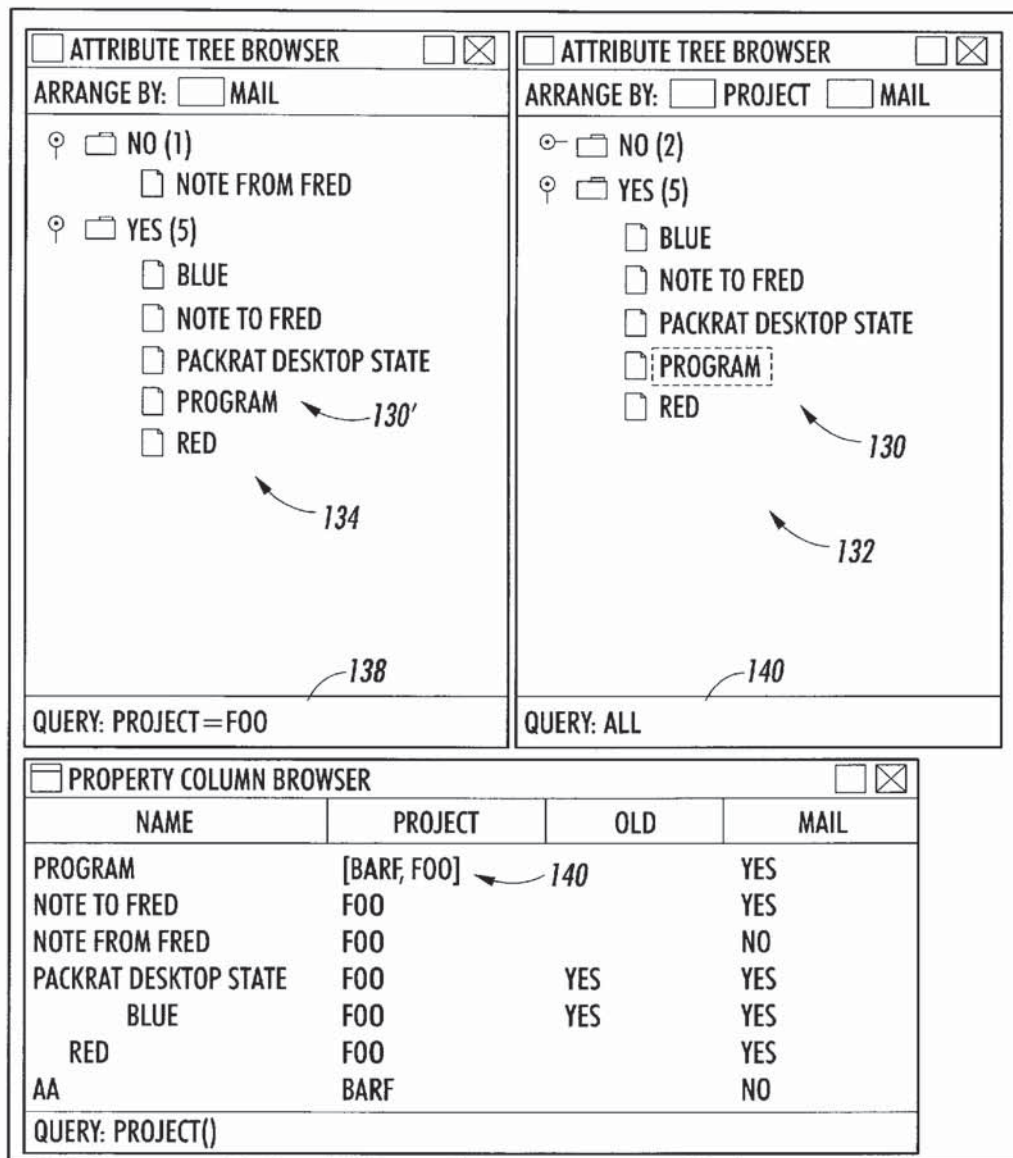 ATTRIBUTE TREE BROWSER
ARRANGE BY: MAIL
NO (1)
NOTE FROM FRED
YES (5)
BLUE
NOTE TO FRED
PACKRAT DESKTOP STATE
PROGRAM
130'
RED
134
138
QUERY: PROJECT=FOO
ATTRIBUTE TREE BROWSER
ARRANGE BY: PROJECT MAIL
NO (2)
YES (5)
BLUE
NOTE TO FRED
PACKRAT DESKTOP STATE
PROGRAM
RED
130
132
140
QUERY: ALL
PROPERTY COLUMN BROWSER
NAME PROJECT OLD MAIL
PROGRAM [BARF, FOO] 140 YES
NOTE TO FRED FOO YES
NOTE FROM FRED FOO NO
PACKRAT DESKTOP STATE FOO YES YES
BLUE FOO YES YES
RED FOO YES
AA BARF NO
QUERY: PROJECT()